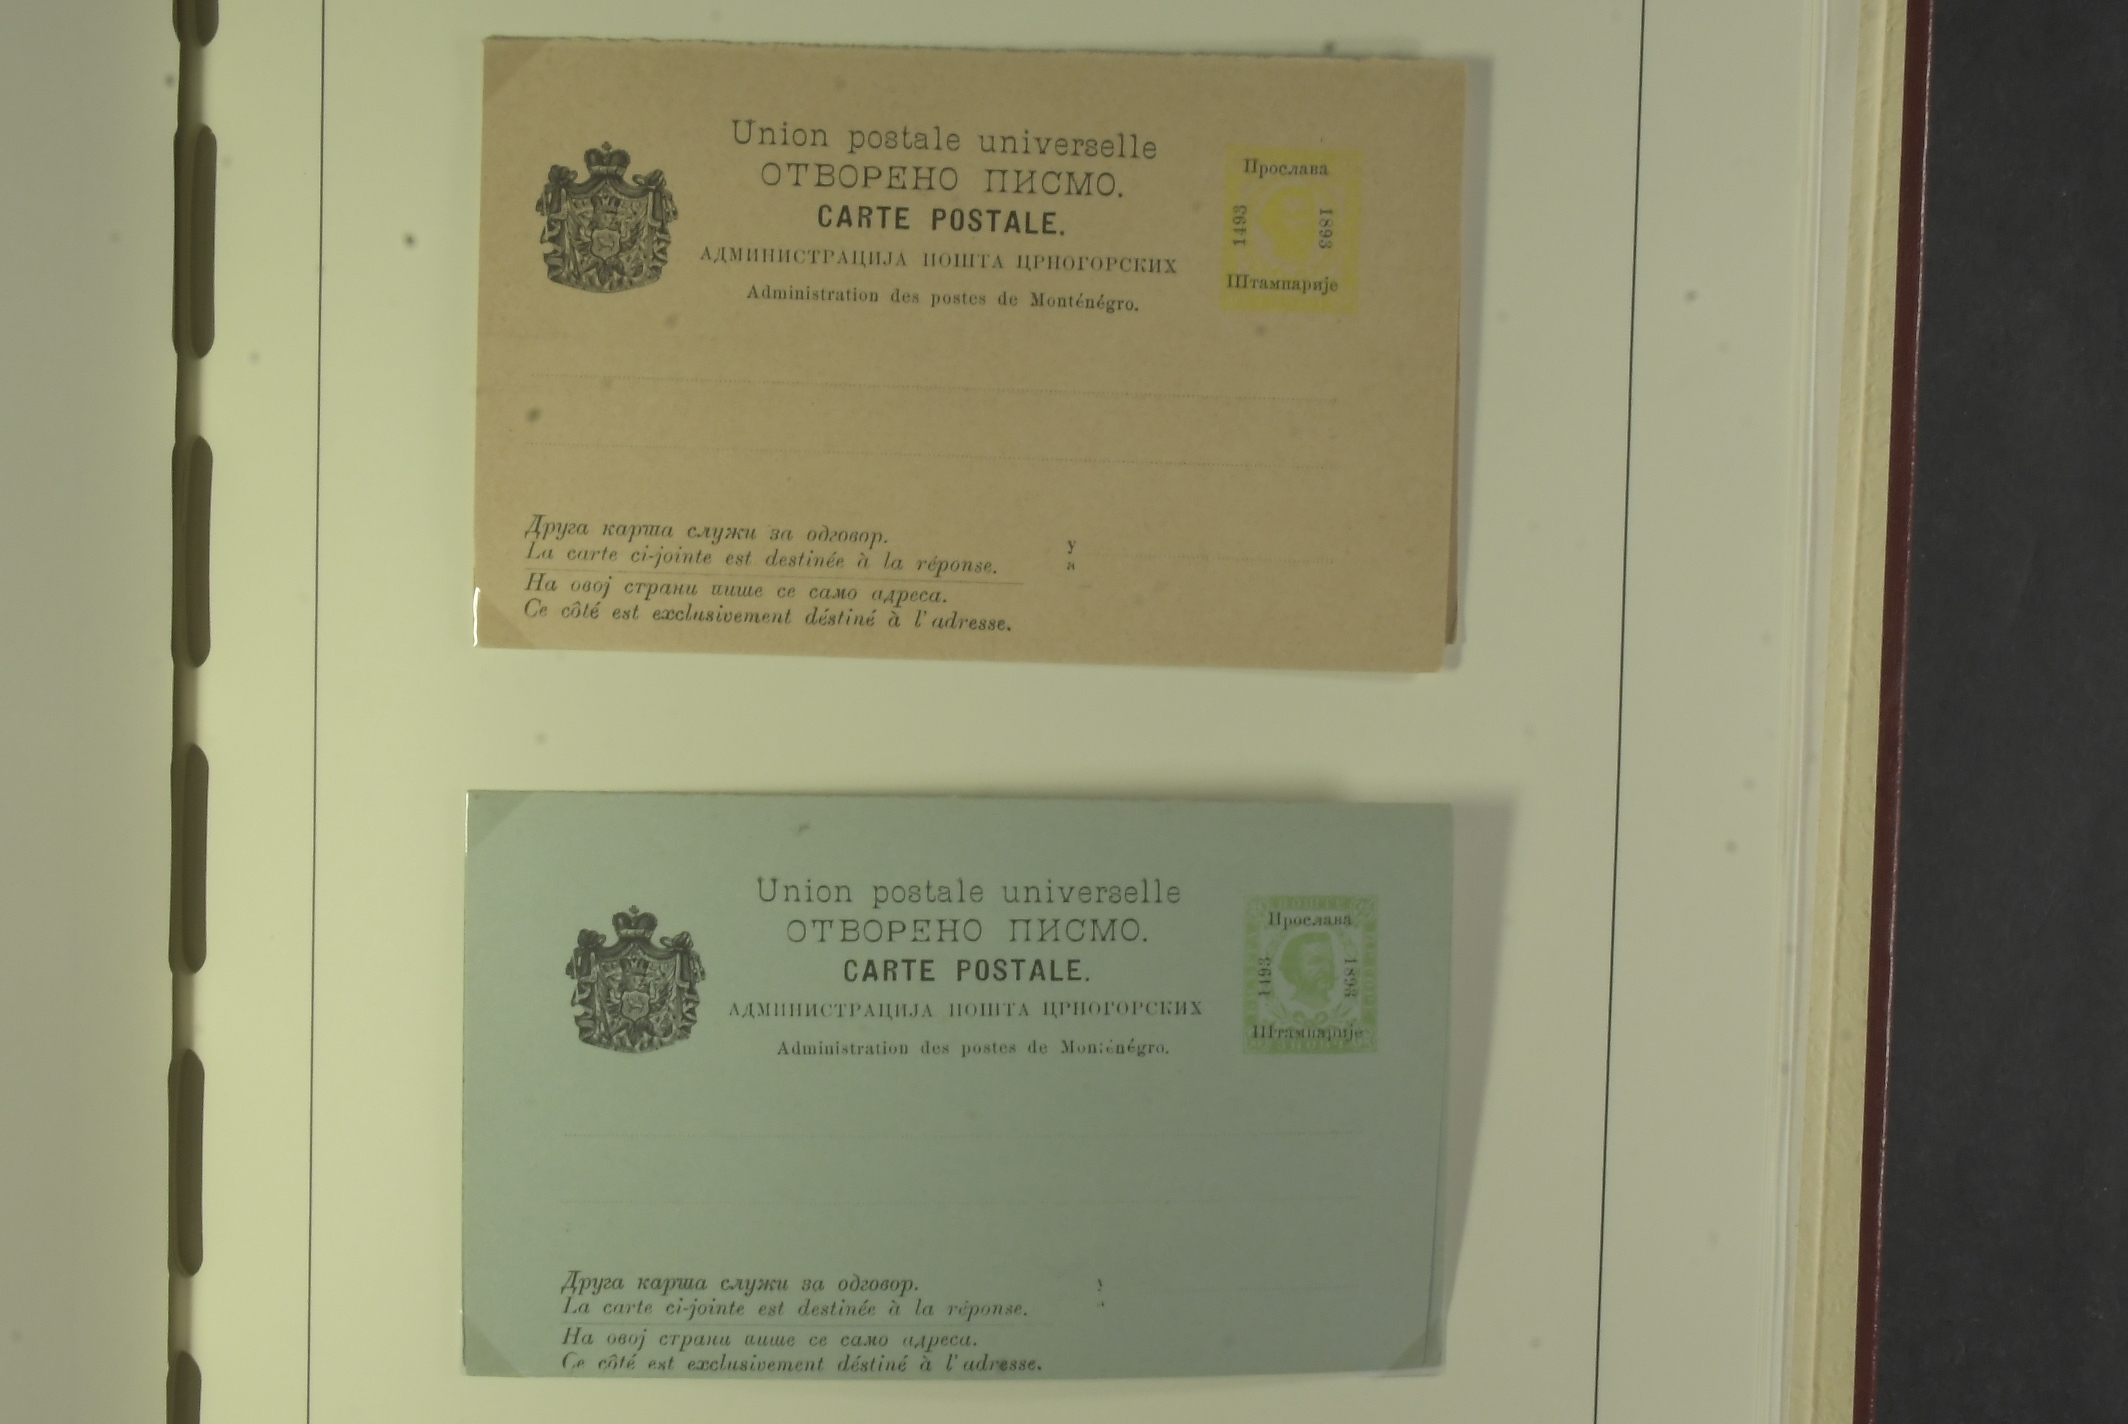 Union postale universelle
ОТВОРЕНО ПИСМО.
CARTE POSTALE.
АДМИНИСТРАЦИЈА ПОШТА ЦРНОГОРСКИХ
Administration des postes de Monténégro.
Прослава
1493
1893
Штампарије
Друга карта служи за одговор.
La carte ci-jointe est destinée à la réponse.
На овој страни пише се само адреса.
Ce côté est exclusivement déstiné à l'adresse.
у
à
Union postale universelle
ОТВОРЕНО ПИСМО.
CARTE POSTALE.
АДМИНИСТРАЦИЈА ПОШТА ЦРНОГОРСКИХ
Administration des postes de Monténégro.
Прослава
1493
1893
Штампарије
Друга карта служи за одговор.
La carte ci-jointe est destinée à la réponse.
На овој страни пише се само адреса.
Ce côté est exclusivement déstiné à l'adresse.